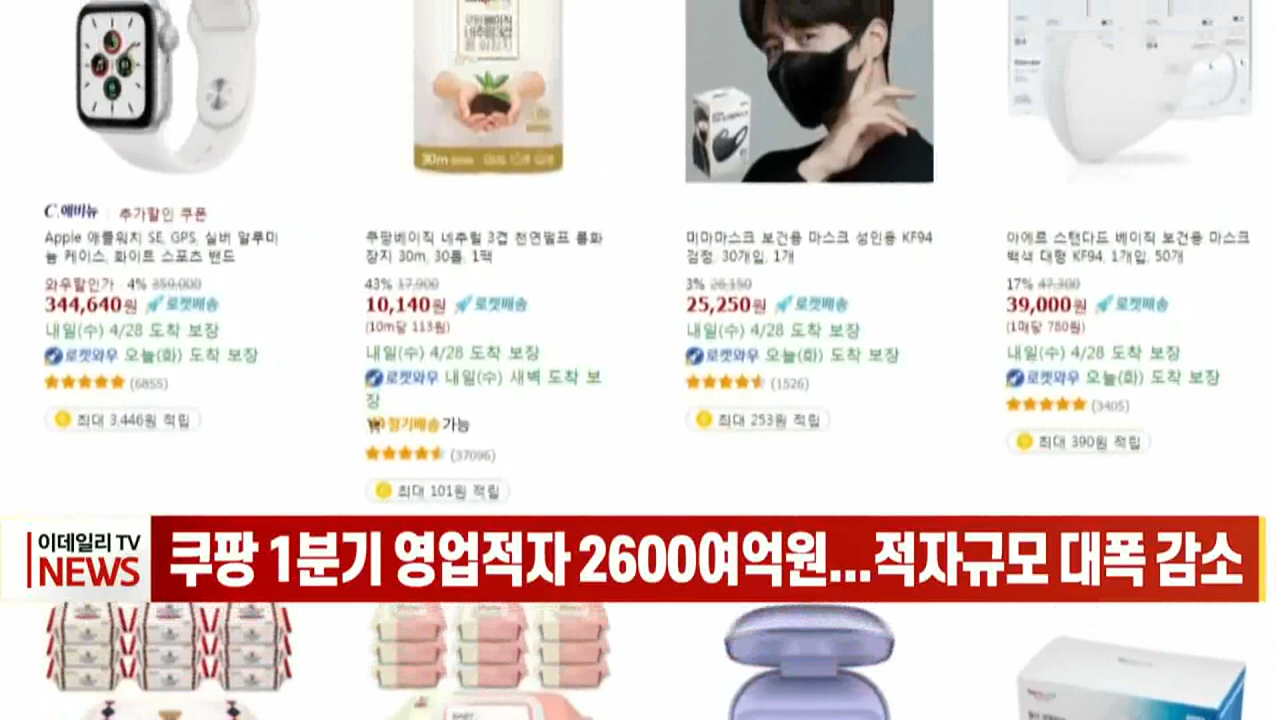 C.에비뉴 추가할인 쿠폰
Apple 애플워치 SE, GPS, 실버 알루미
늄 케이스, 화이트 스포츠 밴드
와우할인가 4% 359,000
344,640원 로켓배송
내일(수) 4/28 도착 보장
로켓와우 오늘(화) 도착 보장
(6855)
최대 3,446원 적립
30m
쿠팡베이직 네추럴 3겹 천연펄프 롤화
장지 30m, 30롤, 1팩
43% 17,900
10,140원 로켓배송
(10m당 113원)
내일(수) 4/28 도착 보장
로켓와우 내일(수) 새벽 도착 보
장
정기배송 가능
(37096)
최대 101원 적립
미마마스크 보건용 마스크 성인용 KF94
검정, 30개입, 1개
3% 26,150
25,250원 로켓배송
내일(수) 4/28 도착 보장
로켓와우 오늘(화) 도착 보장
(1526)
최대 253원 적립
아에르 스탠다드 베이직 보건용 마스크
백색 대형 KF94, 1개입, 50개
17% 47,300
39,000원 로켓배송
(1매당 780원)
내일(수) 4/28 도착 보장
로켓와우 오늘(화) 도착 보장
(3405)
최대 390원 적립
이데일리TV
NEWS
쿠팡 1분기 영업적자 2600여억원...적자규모 대폭 감소